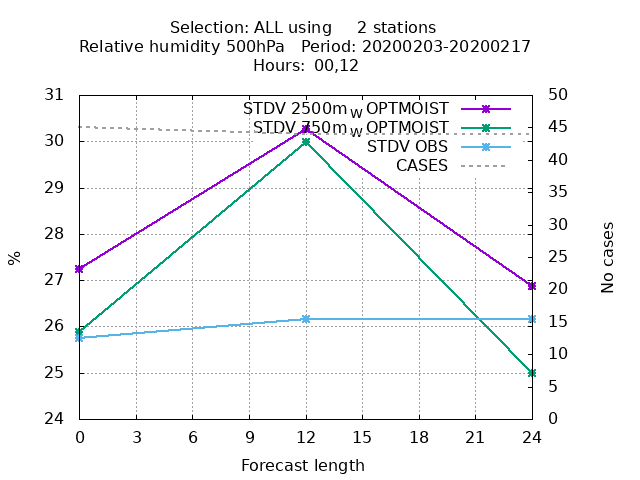 Selection: ALL using     2 stations
Relative humidity 500hPa   Period: 20200203-20200217
Hours: 00,12
STDV 2500m_W OPTMOIST
STDV 750m_W OPTMOIST
STDV OBS
CASES
31
30
29
28
27
26
25
24
%
50
45
40
35
30
25
20
15
10
5
0
No cases
0 3 6 9 12 15 18 21 24
Forecast length